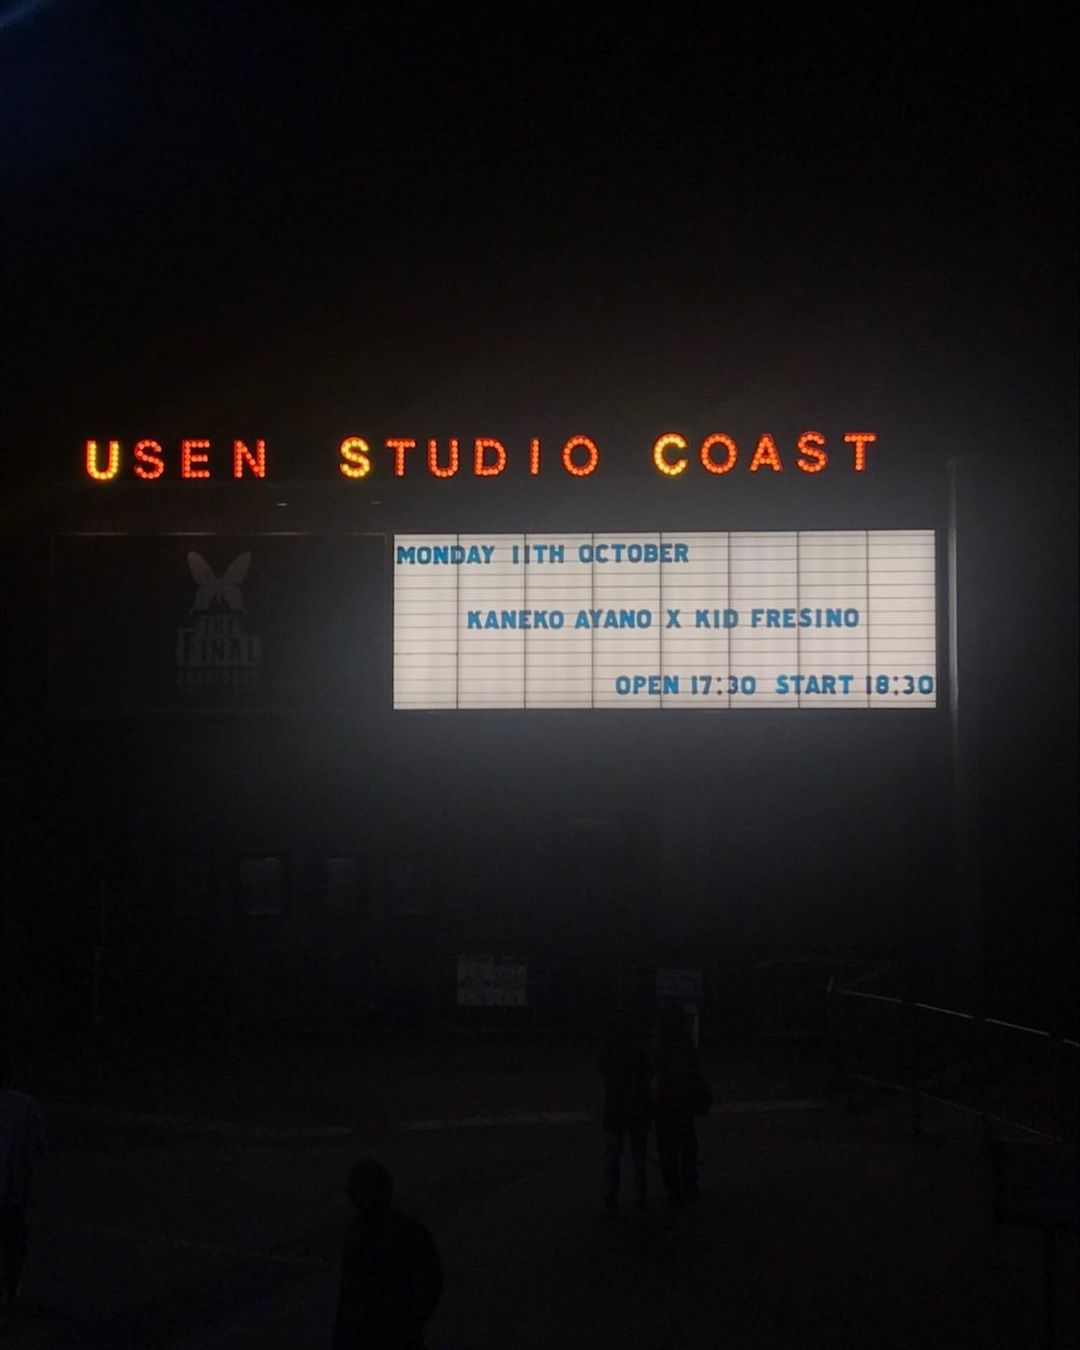 USEN STUDIO COAST
MONDAY 11TH OCTOBER
KANEKO AYANO X KID FRESINO
OPEN 17:30 START 18:30
THE
FINAL